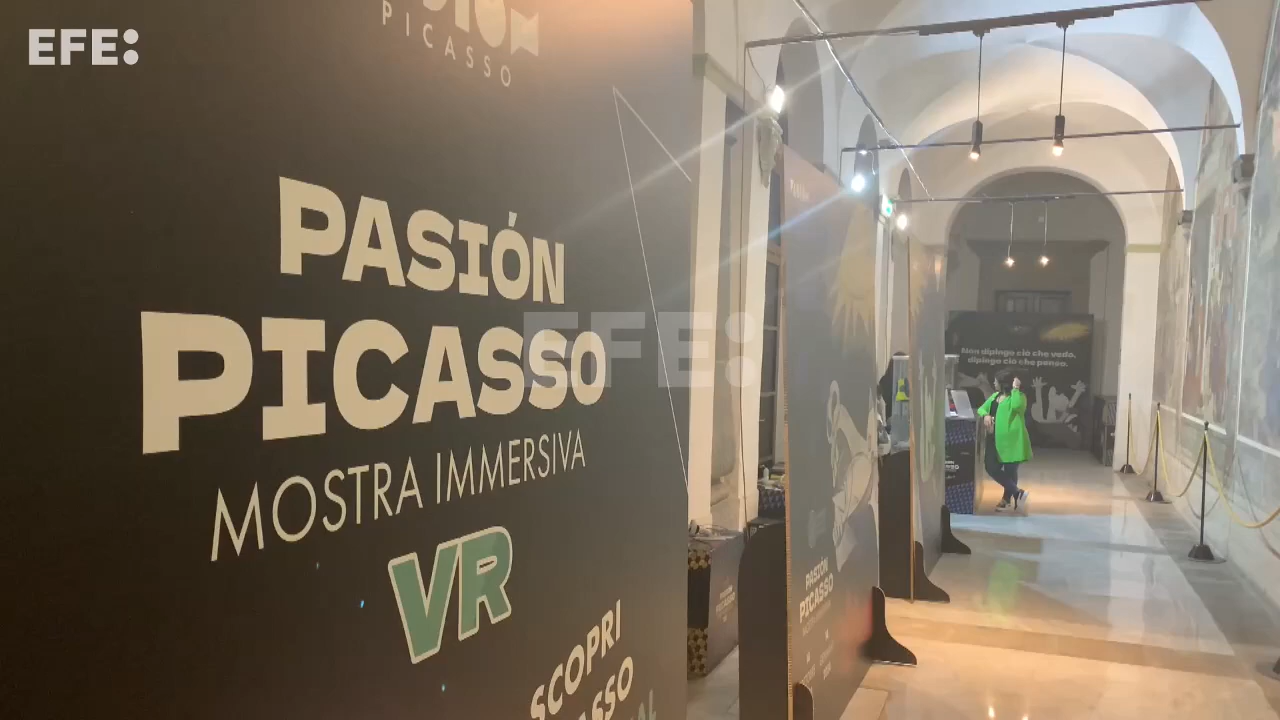 EFE:
PICASSO
PASIÓN
PICASSO
MOSTRA IMMERSIVA
VR
SCOPRI
EFE:
Non dipingo ciò che vedo,
dipingo ciò che penso.
PASIÓN
PICASSO